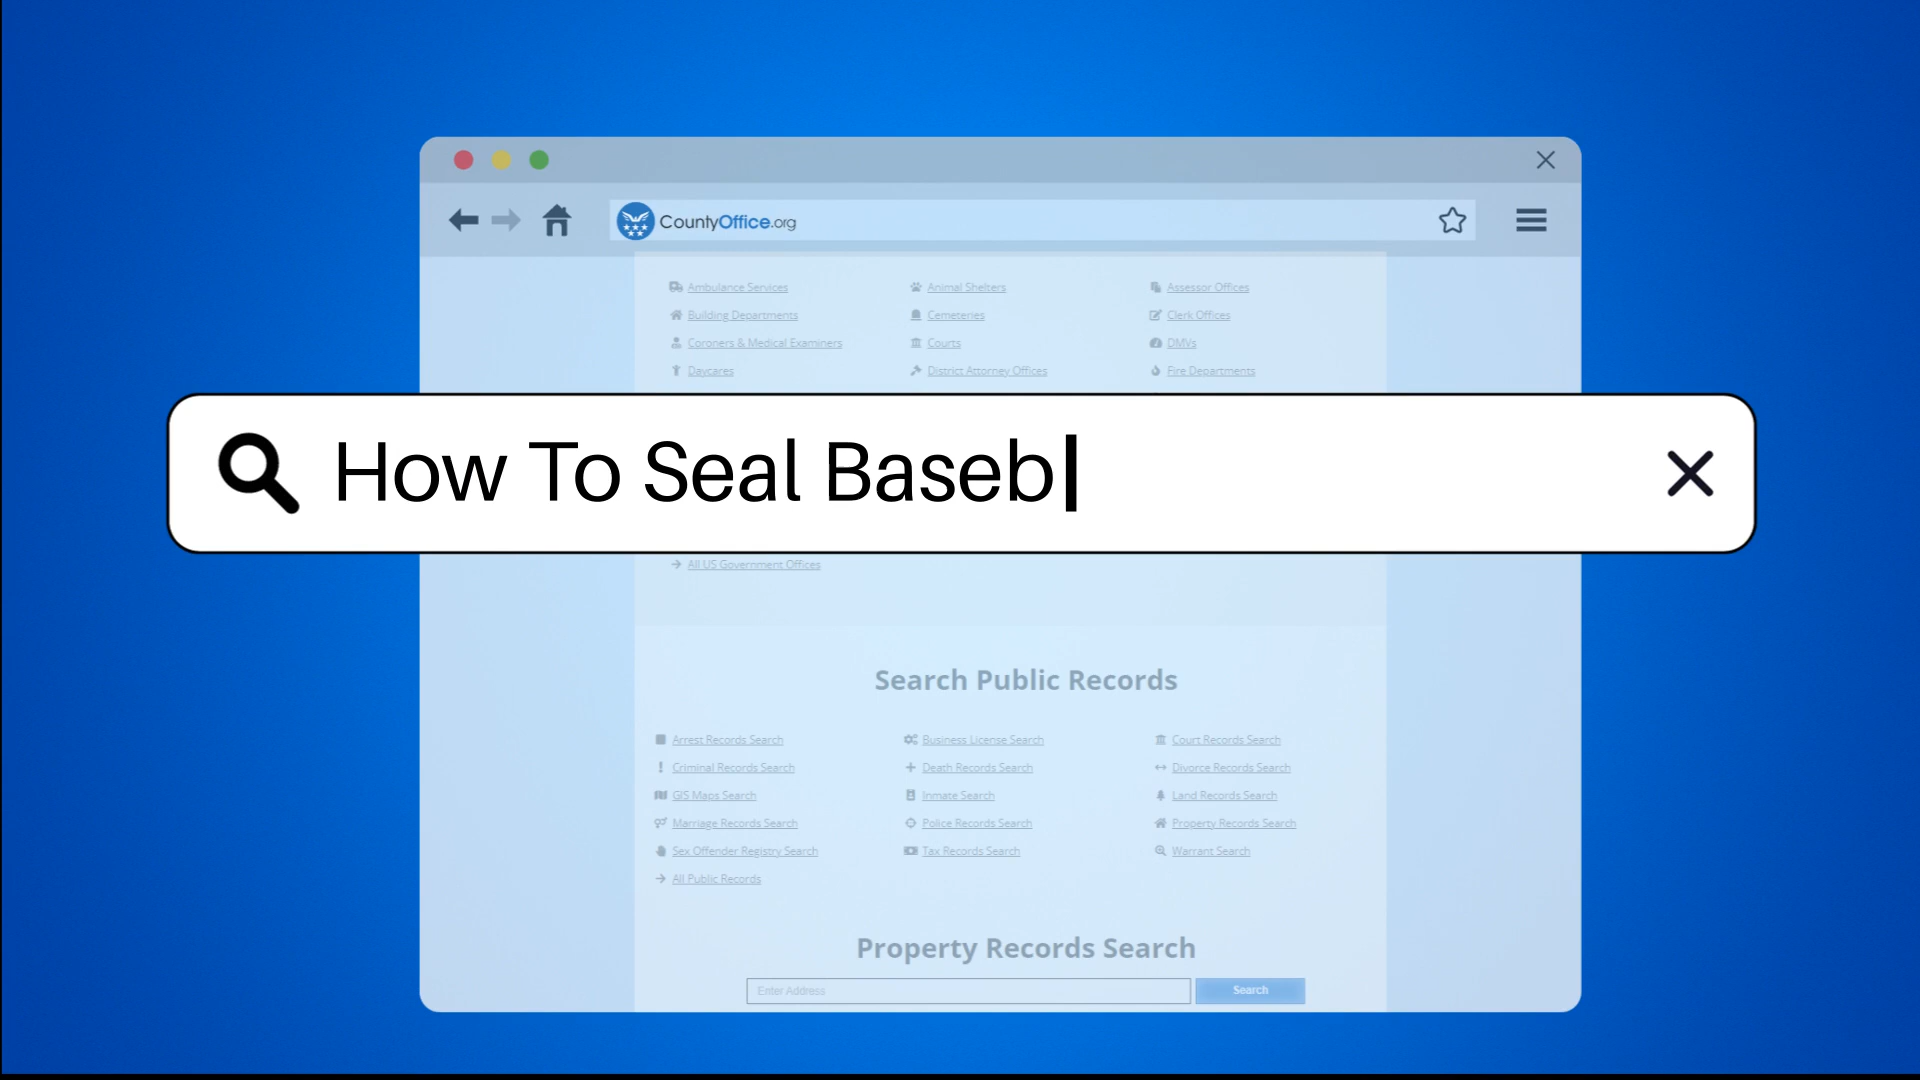 CountyOffice.org
Ambulance Services
Animal Shelters
Assessor Offices
Building Departments
Cemeteries
Clerk Offices
Coroners & Medical Examiners
Courts
DMVs
Daycares
District Attorney Offices
Fire Departments
How To Seal Baseb
All US Government Offices
Search Public Records
Arrest Records Search
Business License Search
Court Records Search
Criminal Records Search
Death Records Search
Divorce Records Search
GIS Maps Search
Inmate Search
Land Records Search
Marriage Records Search
Police Records Search
Property Records Search
Sex Offender Registry Search
Tax Records Search
Warrant Search
All Public Records
Property Records Search
Enter Address
Search